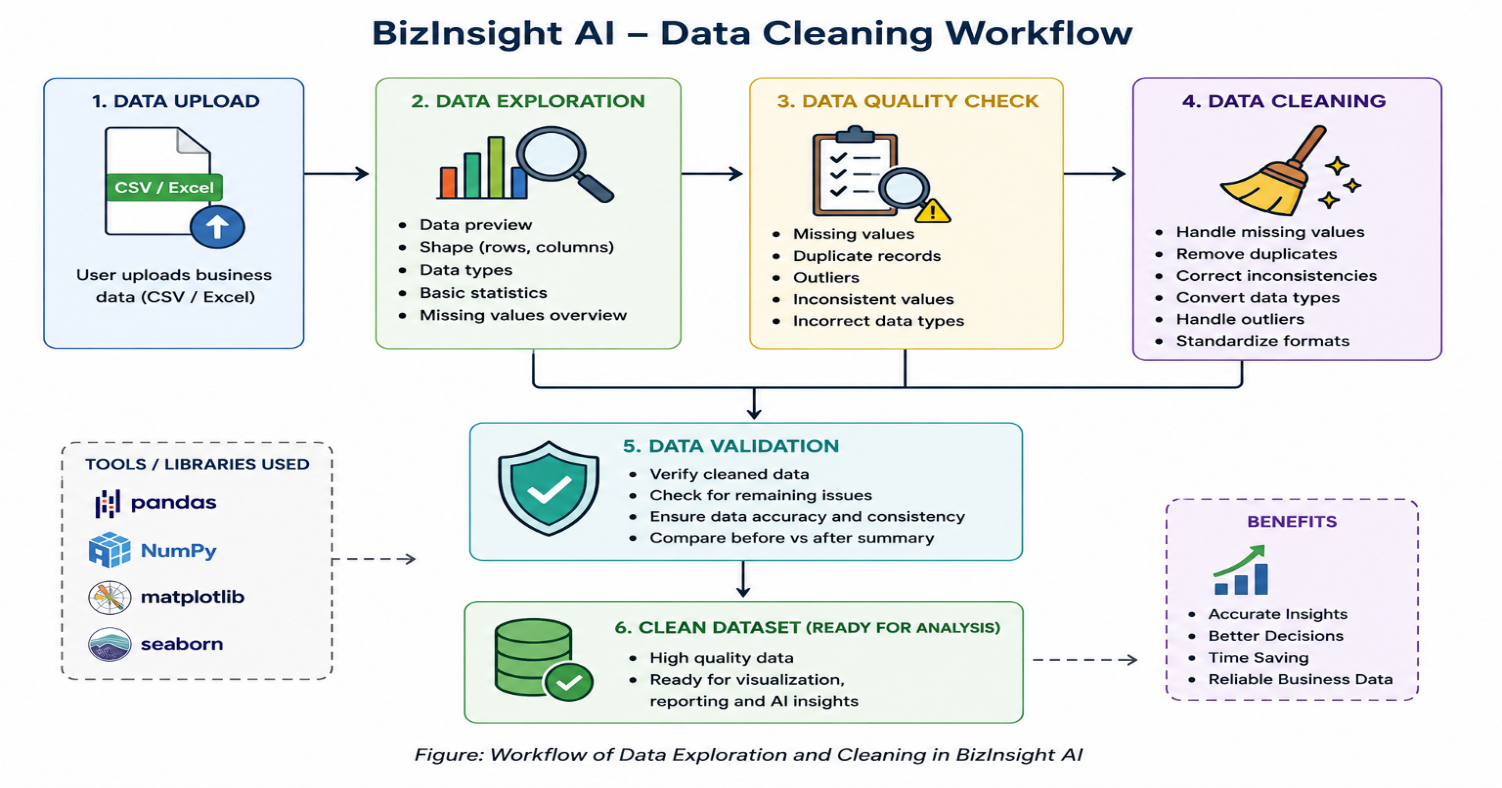 BizInsight AI – Data Cleaning Workflow
1. DATA UPLOAD
CSV / Excel
User uploads business
data (CSV / Excel)
2. DATA EXPLORATION
• Data preview
• Shape (rows, columns)
• Data types
• Basic statistics
• Missing values overview
3. DATA QUALITY CHECK
• Missing values
• Duplicate records
• Outliers
• Inconsistent values
• Incorrect data types
4. DATA CLEANING
• Handle missing values
• Remove duplicates
• Correct inconsistencies
• Convert data types
• Handle outliers
• Standardize formats
TOOLS / LIBRARIES USED
pandas
NumPy
matplotlib
seaborn
5. DATA VALIDATION
• Verify cleaned data
• Check for remaining issues
• Ensure data accuracy and consistency
• Compare before vs after summary
6. CLEAN DATASET (READY FOR ANALYSIS)
• High quality data
• Ready for visualization,
reporting and AI insights
BENEFITS
• Accurate Insights
• Better Decisions
• Time Saving
• Reliable Business Data
Figure: Workflow of Data Exploration and Cleaning in BizInsight AI